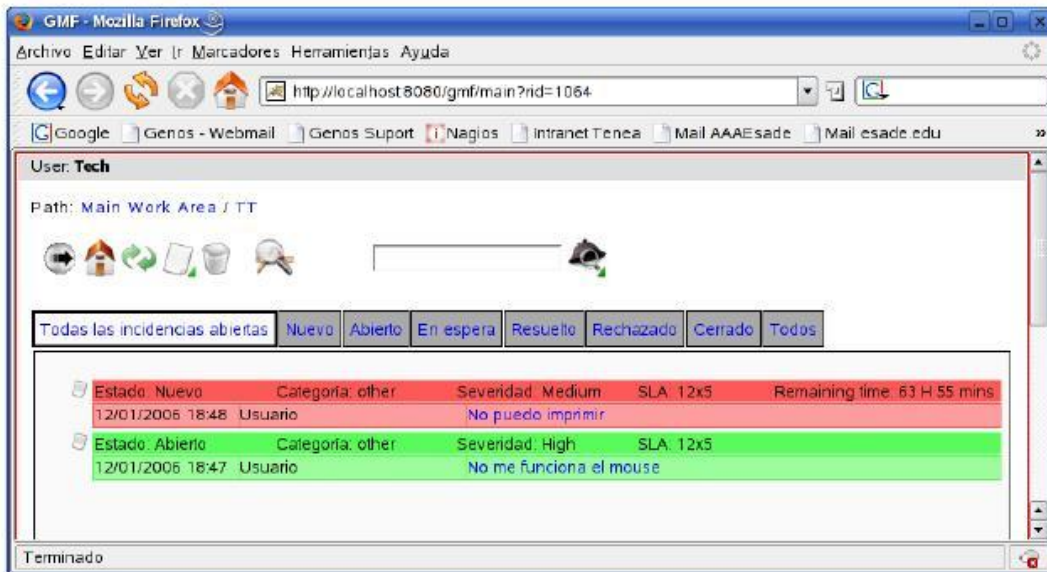 GMF - Mozilla Firefox
Archivo Editar Ver Ir Marcadores Herramientas Ayuda
http://localhost:8080/gmf/main?rid=1064
Google Genos - Webmail Genos Suport Nagios Intranet Tenea Mail AAAEsade Mail esade.edu »
User: Tech
Path: Main Work Area / TT
Todas las incidencias abiertas Nuevo Abierto En espera Resuelto Rechazado Cerrado Todos
Estado: Nuevo Categoría: other Severidad: Medium SLA: 12x5 Remaining time: 63 H 55 mins
12/01/2006 18:48 Usuario No puedo imprimir
Estado: Abierto Categoría: other Severidad: High SLA: 12x5
12/01/2006 18:47 Usuario No me funciona el mouse
Terminado